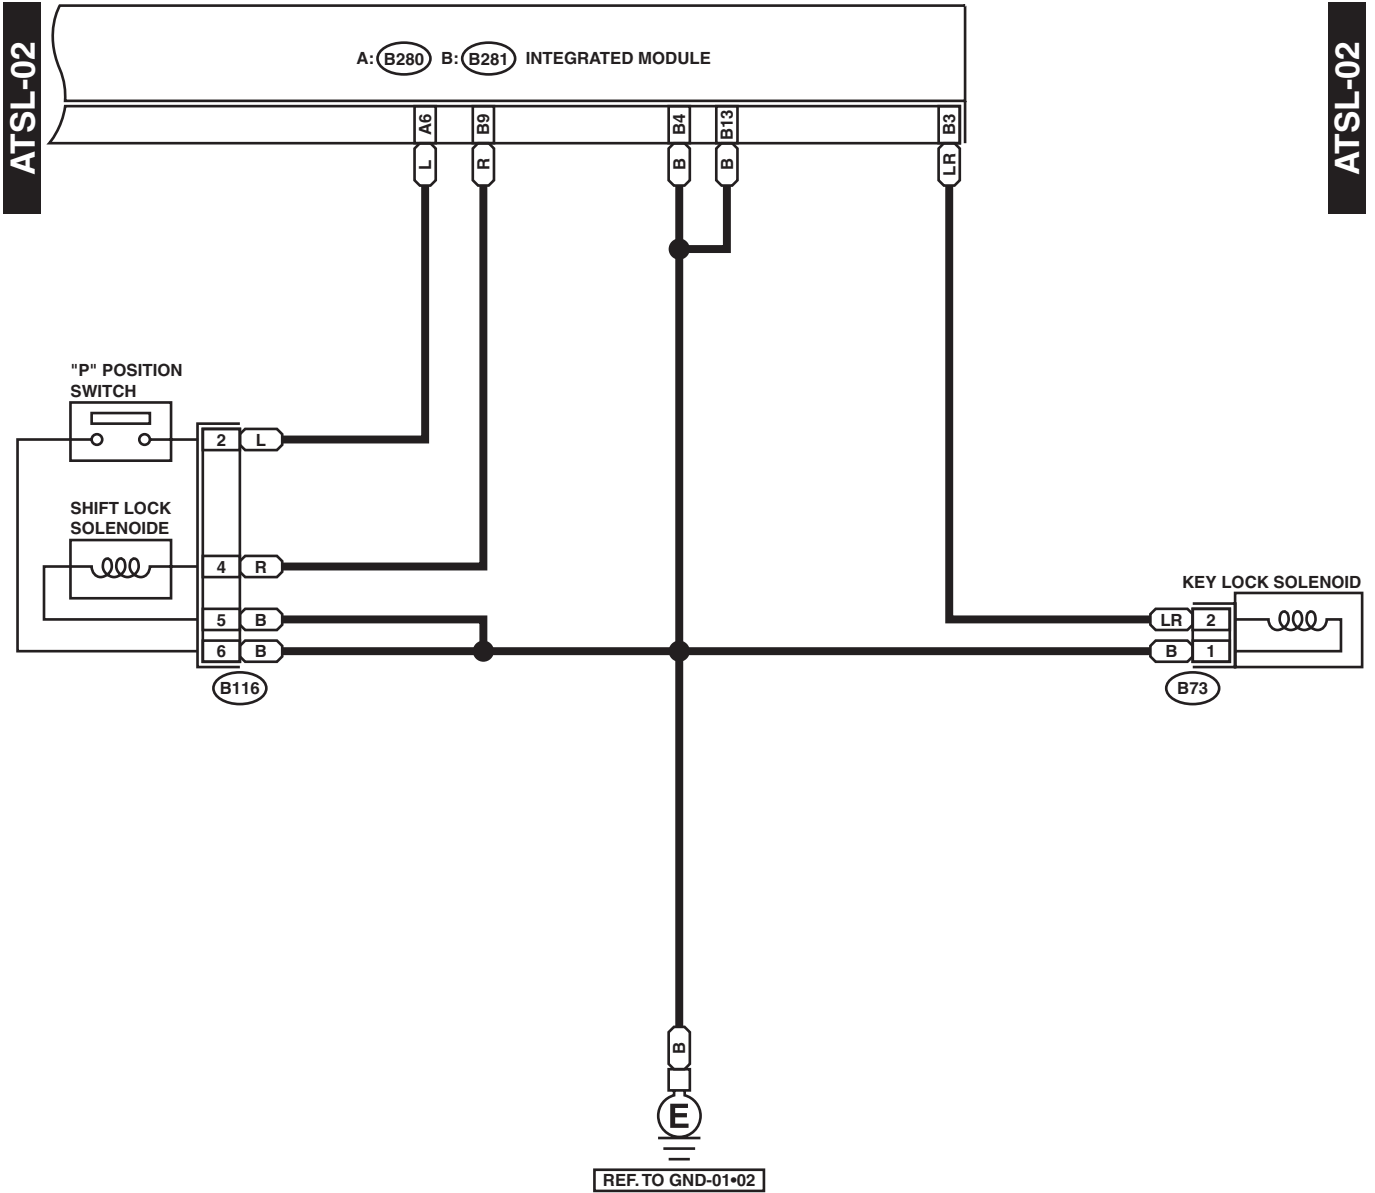 ATSL-02
ATSL-02
A: B280 B: B281 INTEGRATED MODULE
A6 B9 B4 B13 B3
L R B B LR
"P" POSITION
SWITCH
2 L
SHIFT LOCK
SOLENOIDE
4 R
5 B
6 B
B116
KEY LOCK SOLENOID
LR 2
B 1
B73
B
E
REF. TO GND-01•02